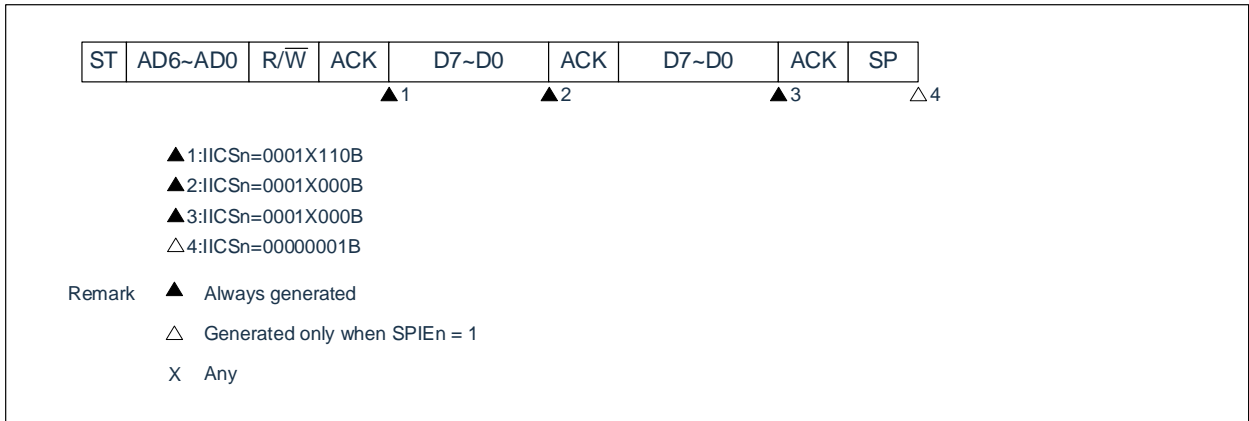 ST AD6~AD0 R/W̅ ACK D7~D0 ACK D7~D0 ACK SP
▲1 ▲2 ▲3 △4
▲1:IICSn=0001X110B
▲2:IICSn=0001X000B
▲3:IICSn=0001X000B
△4:IICSn=00000001B
Remark ▲ Always generated
△ Generated only when SPIEn = 1
X Any